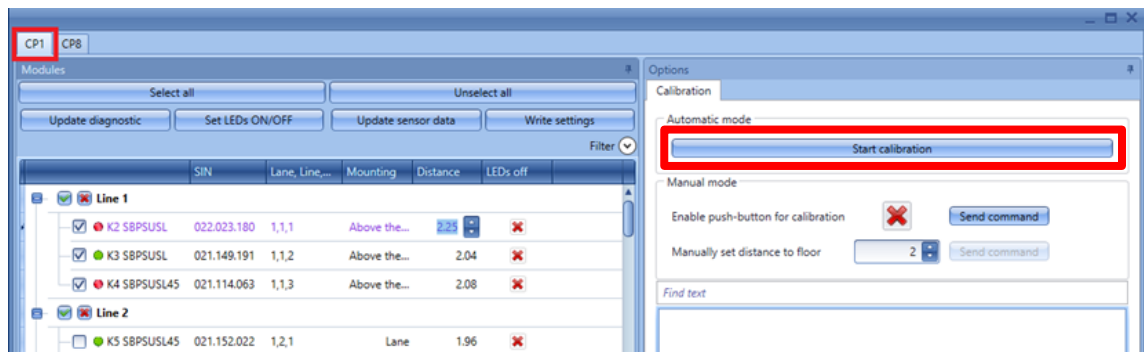 CP1 CP8
Modules
Select all Unselect all
Update diagnostic Set LEDs ON/OFF Update sensor data Write settings
Filter
SIN Lane, Line,... Mounting Distance LEDs off
Line 1
K2 SBPSUSL 022.023.180 1,1,1 Above the... 2.25
K3 SBPSUSL 021.149.191 1,1,2 Above the... 2.04
K4 SBPSUSL45 021.114.063 1,1,3 Above the... 2.08
Line 2
K5 SBPSUSL45 021.152.022 1,2,1 Lane 1.96
Options
Calibration
Automatic mode
Start calibration
Manual mode
Enable push-button for calibration Send command
Manually set distance to floor 2 Send command
Find text